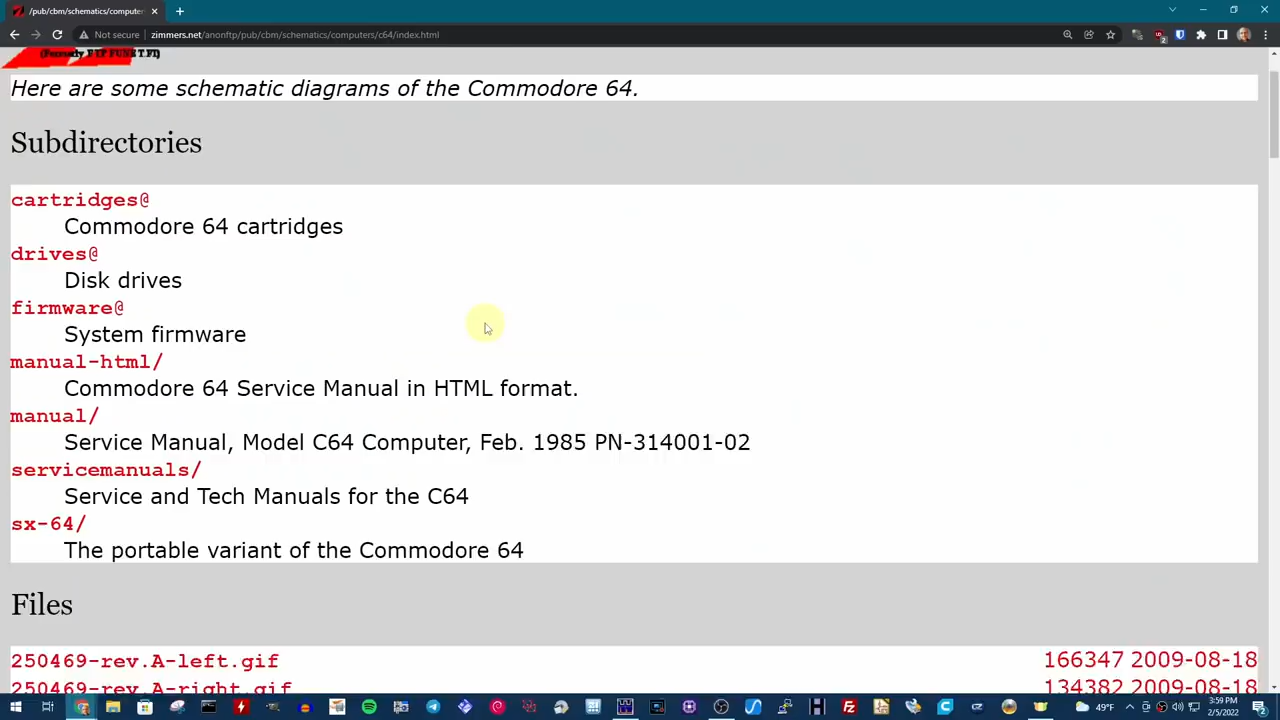 /pub/cbm/schematics/computer
Not secure
zimmers.net/anonftp/pub/cbm/schematics/computers/c64/index.html
(Formerly FTP.FUNET.FI)
Here are some schematic diagrams of the Commodore 64.
Subdirectories
cartridges@
Commodore 64 cartridges
drives@
Disk drives
firmware@
System firmware
manual-html/
Commodore 64 Service Manual in HTML format.
manual/
Service Manual, Model C64 Computer, Feb. 1985 PN-314001-02
servicemanuals/
Service and Tech Manuals for the C64
sx-64/
The portable variant of the Commodore 64
Files
250469-rev.A-left.gif 166347 2009-08-18
250469-rev.A-right.gif 134382 2009-08-18
49°F
3:59 PM
2/5/2022